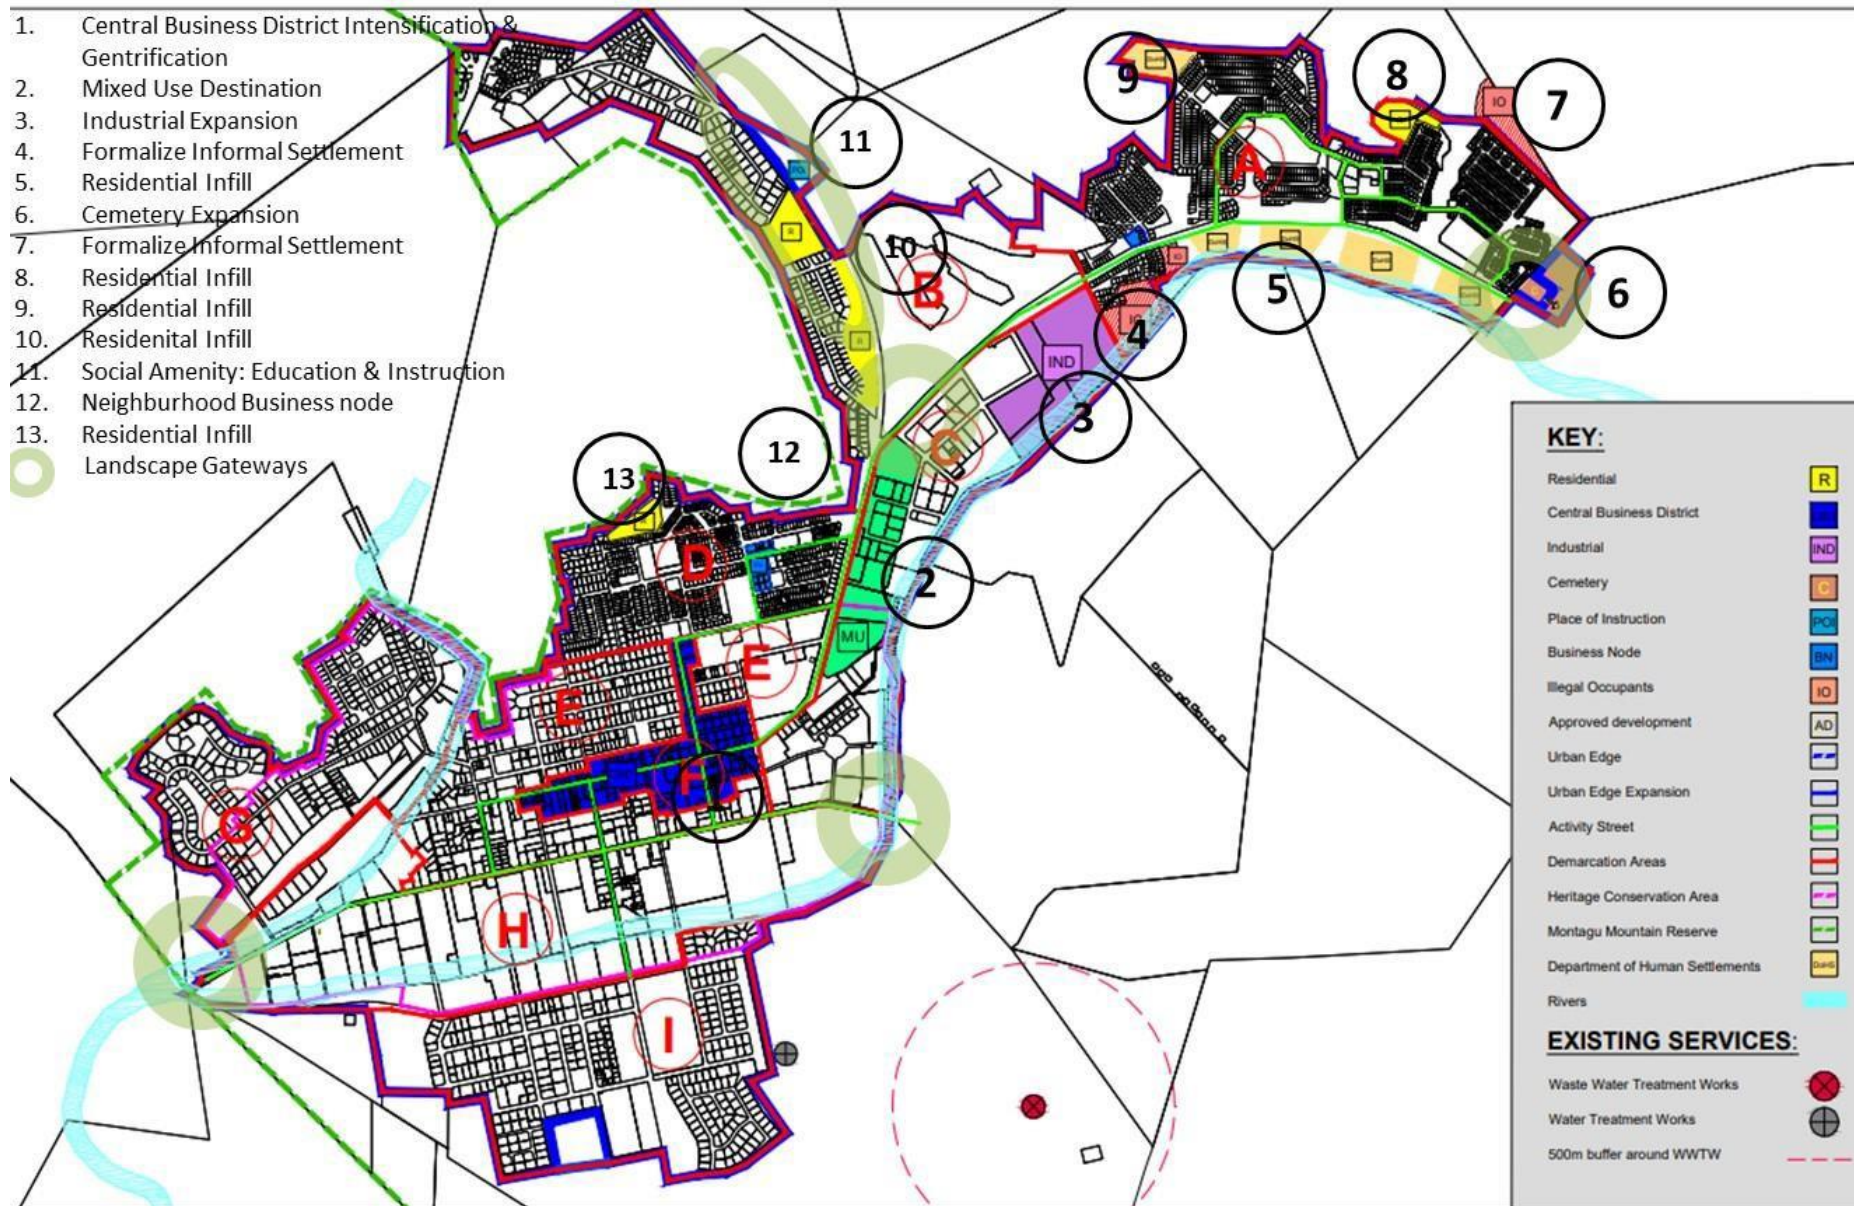 1. Central Business District Intensification &
Gentrification
2. Mixed Use Destination
3. Industrial Expansion
4. Formalize Informal Settlement
5. Residential Infill
6. Cemetery Expansion
7. Formalize Informal Settlement
8. Residential Infill
9. Residential Infill
10. Residenital Infill
11. Social Amenity: Education & Instruction
12. Neighburhood Business node
13. Residential Infill
Landscape Gateways
9
8
7
IO
11
A
POI
R
10
B
IO
5
6
R
IO
4
IND
3
C
12
13
D
2
MU
E
E
F
1
G
H
I
KEY:
Residential R
Central Business District
Industrial IND
Cemetery C
Place of Instruction POI
Business Node BN
Illegal Occupants IO
Approved development AD
Urban Edge
Urban Edge Expansion
Activity Street
Demarcation Areas
Heritage Conservation Area
Montagu Mountain Reserve
Department of Human Settlements DoHS
Rivers
EXISTING SERVICES:
Waste Water Treatment Works
Water Treatment Works
500m buffer around WWTW